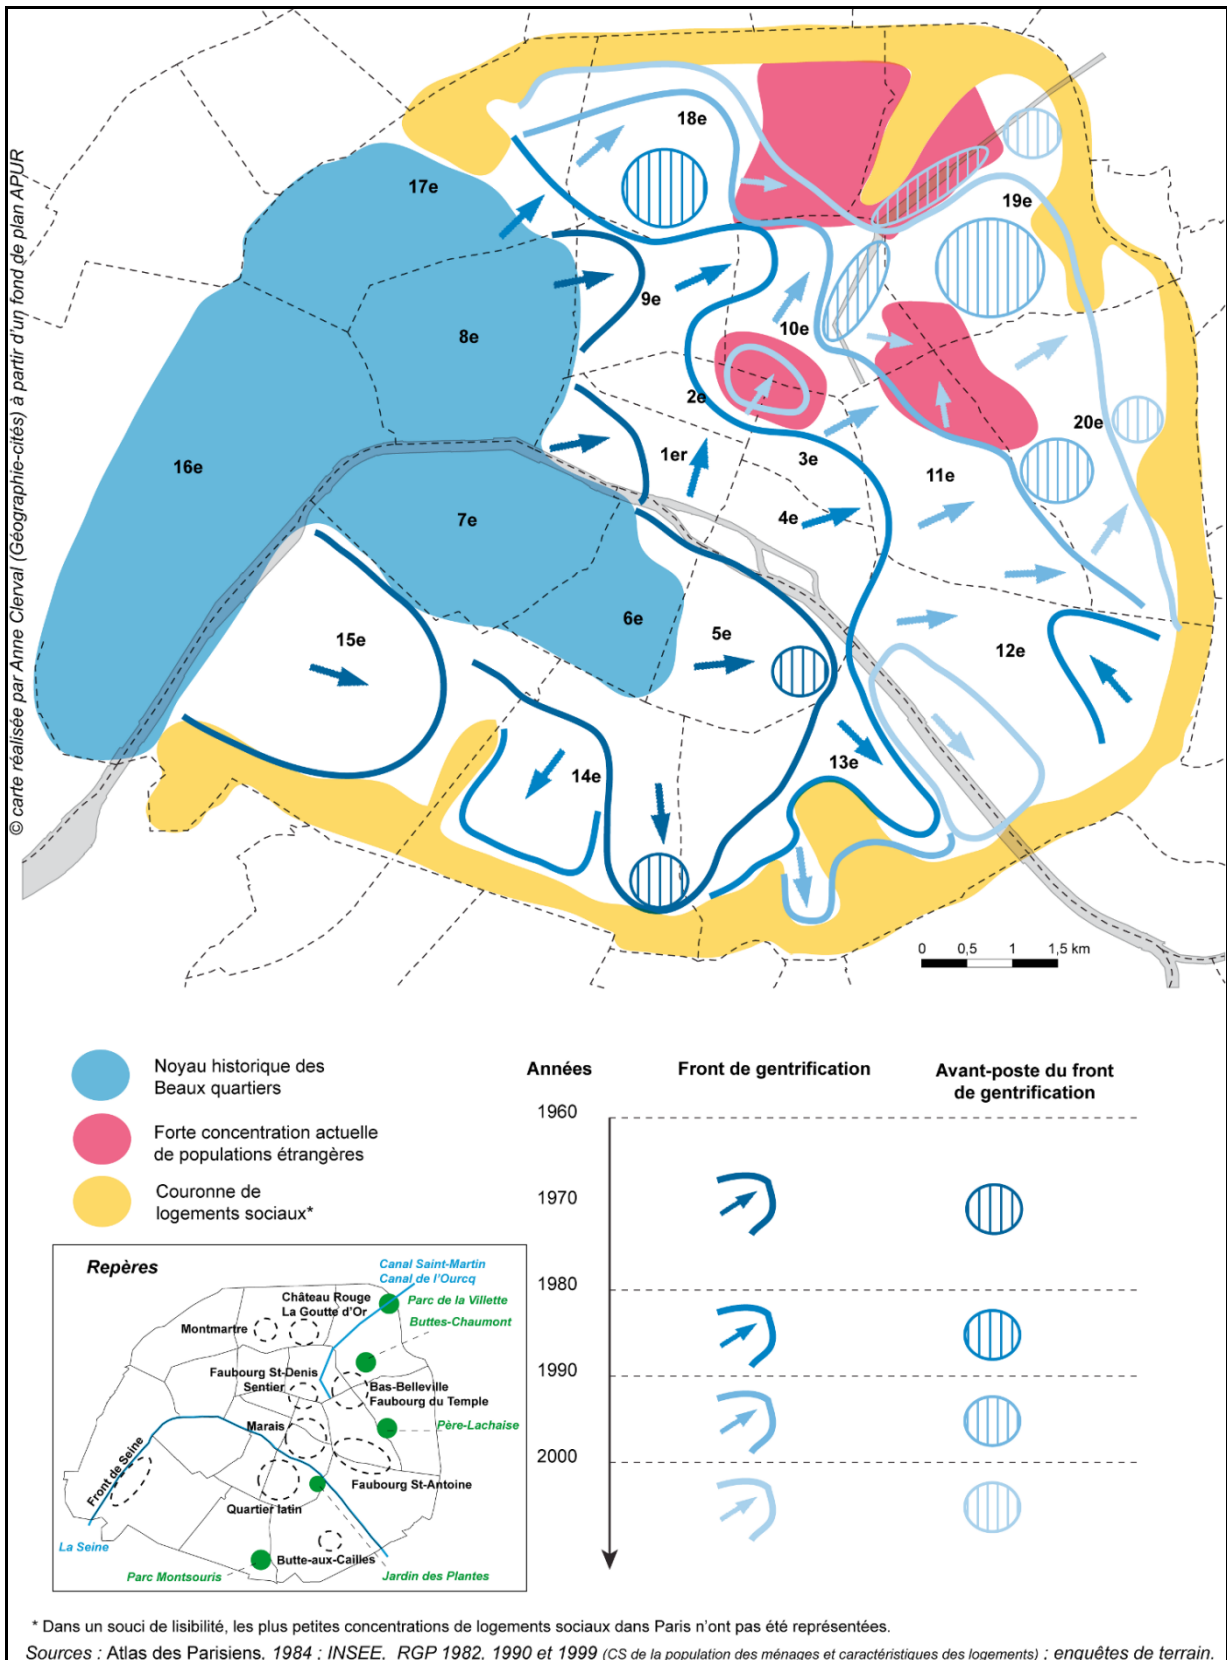 © carte réalisée par Anne Clerval (Géographie-cités) à partir d'un fond de plan APUR
17e
18e
19e
9e
10e
8e
2e
20e
16e
1er
3e
11e
7e
4e
6e
5e
15e
12e
13e
14e
0 0,5 1 1,5 km
Noyau historique des
Beaux quartiers
Forte concentration actuelle
de populations étrangères
Couronne de
logements sociaux*
Années
Front de gentrification
Avant-poste du front
de gentrification
1960
1970
1980
1990
2000
Repères
Canal Saint-Martin
Canal de l'Ourcq
Château Rouge
La Goutte d'Or
Parc de la Villette
Montmartre
Buttes-Chaumont
Faubourg St-Denis
Sentier
Bas-Belleville
Faubourg du Temple
Marais
Père-Lachaise
Front de Seine
Faubourg St-Antoine
Quartier latin
La Seine
Butte-aux-Cailles
Parc Montsouris
Jardin des Plantes
* Dans un souci de lisibilité, les plus petites concentrations de logements sociaux dans Paris n'ont pas été représentées.
Sources : Atlas des Parisiens, 1984 ; INSEE, RGP 1982, 1990 et 1999 (CS de la population des ménages et caractéristiques des logements) ; enquêtes de terrain.